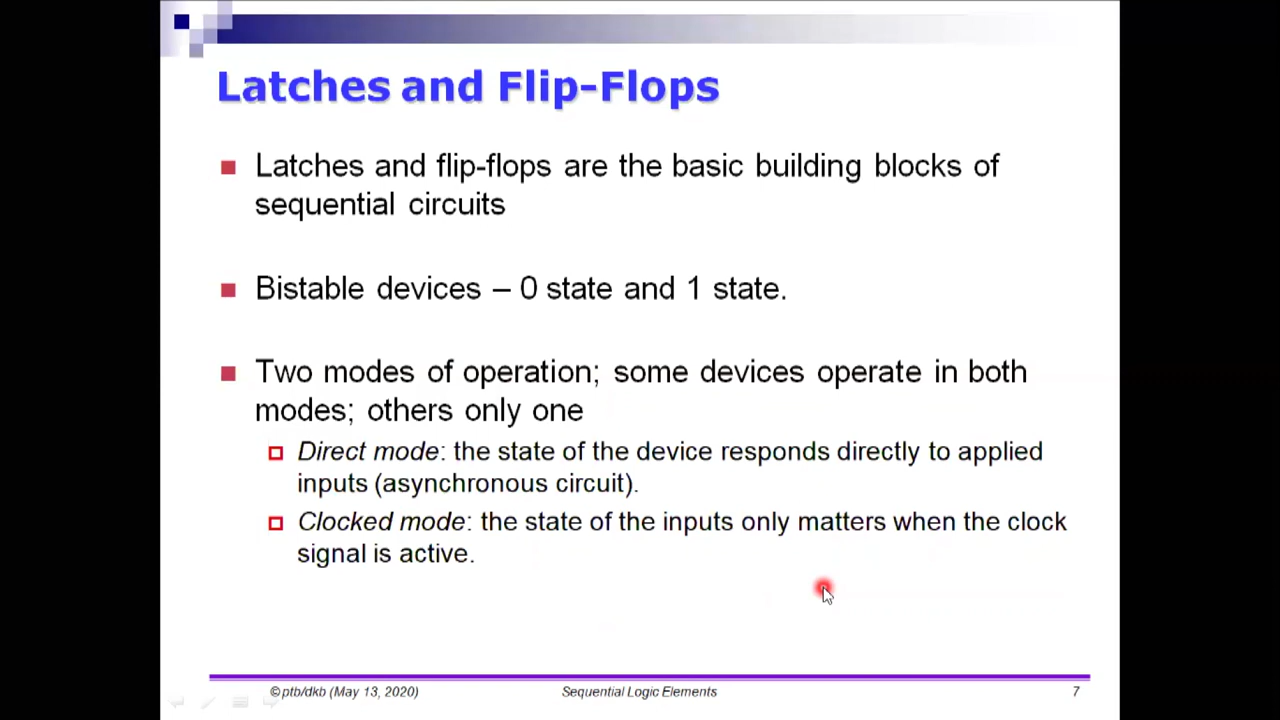 Latches and Flip-Flops
Latches and flip-flops are the basic building blocks of
sequential circuits
Bistable devices – 0 state and 1 state.
Two modes of operation; some devices operate in both
modes; others only one
Direct mode: the state of the device responds directly to applied
inputs (asynchronous circuit).
Clocked mode: the state of the inputs only matters when the clock
signal is active.
©ptb/dkb (May 13, 2020) Sequential Logic Elements 7